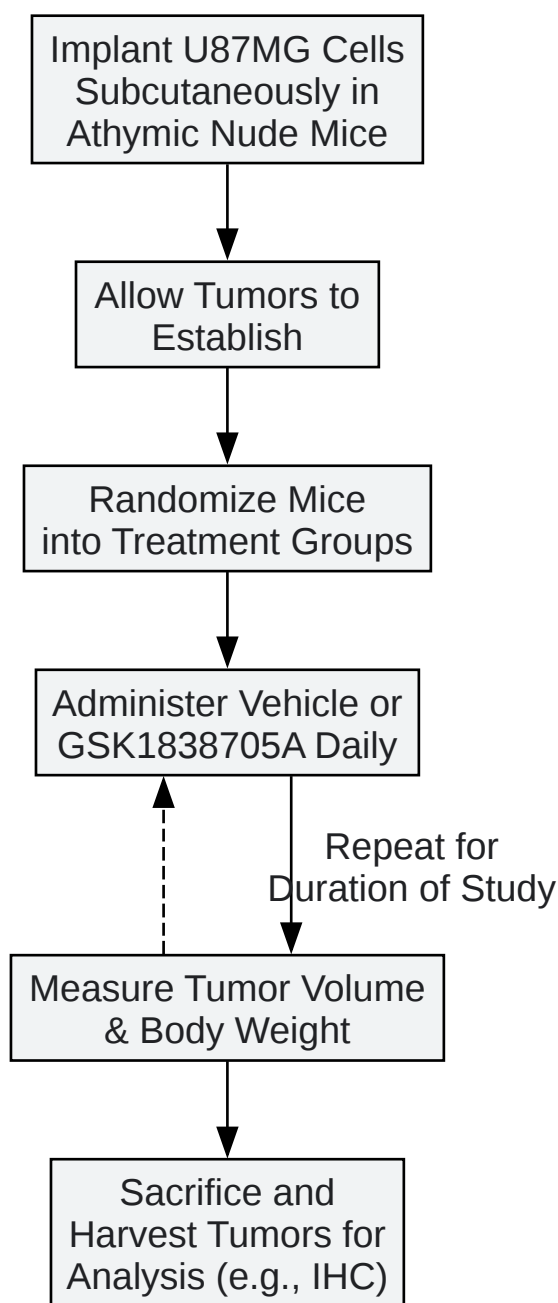 Implant U87MG Cells
Subcutaneously in
Athymic Nude Mice
Allow Tumors to
Establish
Randomize Mice
into Treatment Groups
Administer Vehicle or
GSK1838705A Daily
Repeat for
Duration of Study
Measure Tumor Volume
& Body Weight
Sacrifice and
Harvest Tumors for
Analysis (e.g., IHC)